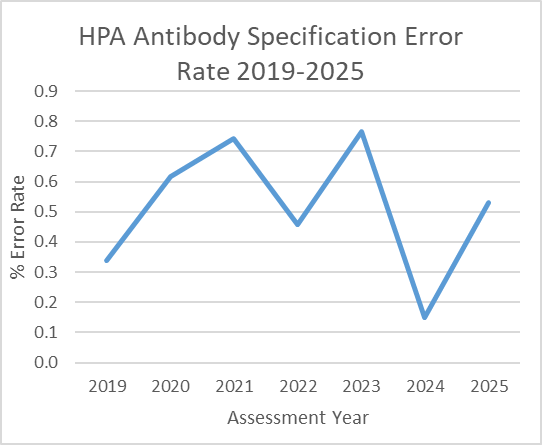 HPA Antibody Specification Error
Rate 2019-2025
0.9
0.8
0.7
0.6
0.5
0.4
0.3
0.2
0.1
0.0
% Error Rate
2019 2020 2021 2022 2023 2024 2025
Assessment Year